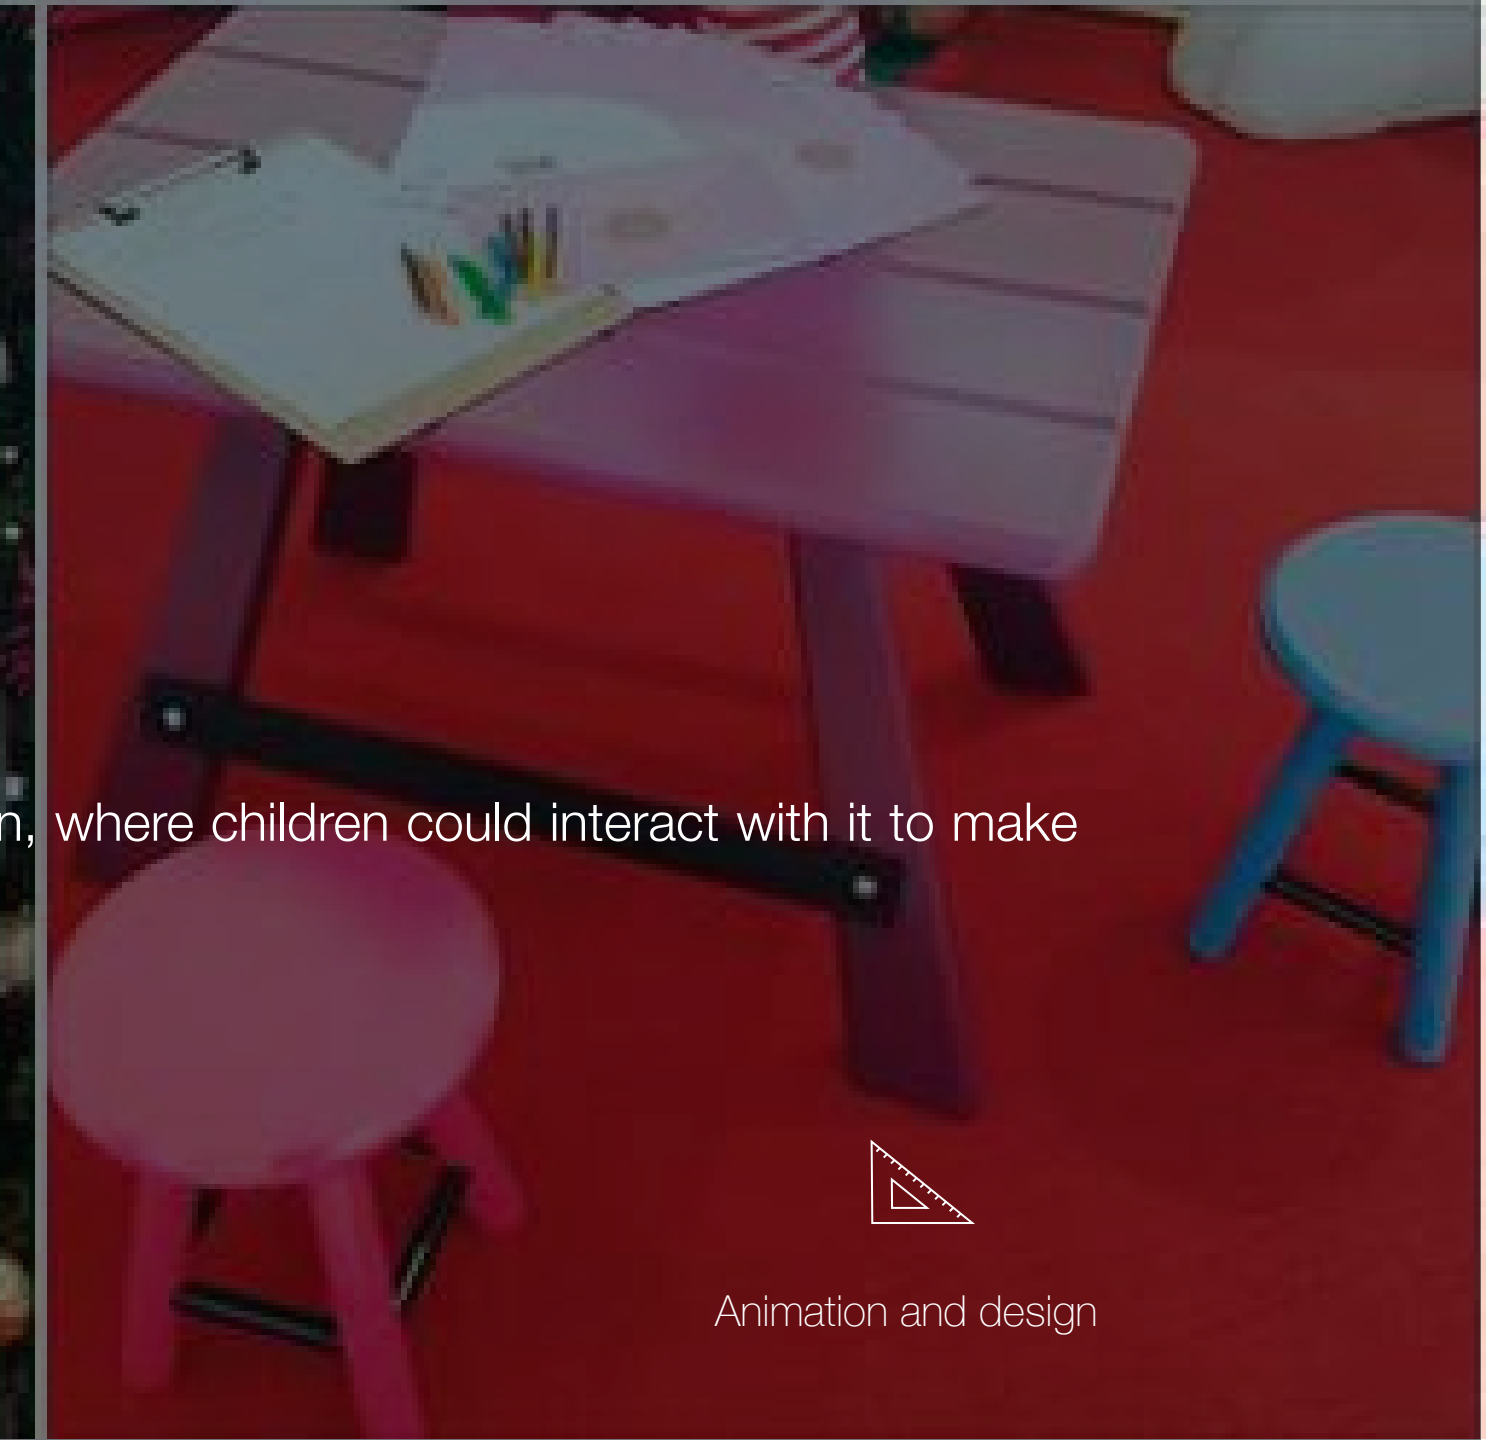 n, where children could interact with it to make
Animation and design